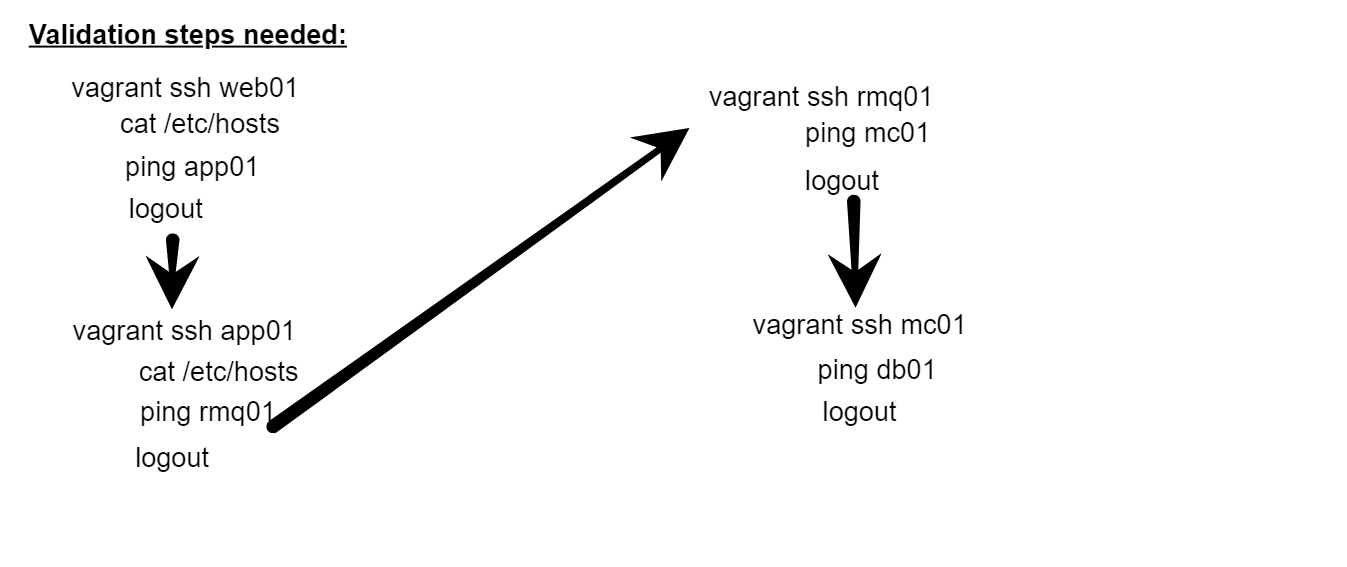 Validation steps needed:
vagrant ssh web01
cat /etc/hosts
ping app01
logout
vagrant ssh app01
cat /etc/hosts
ping rmq01
logout
vagrant ssh rmq01
ping mc01
logout
vagrant ssh mc01
ping db01
logout